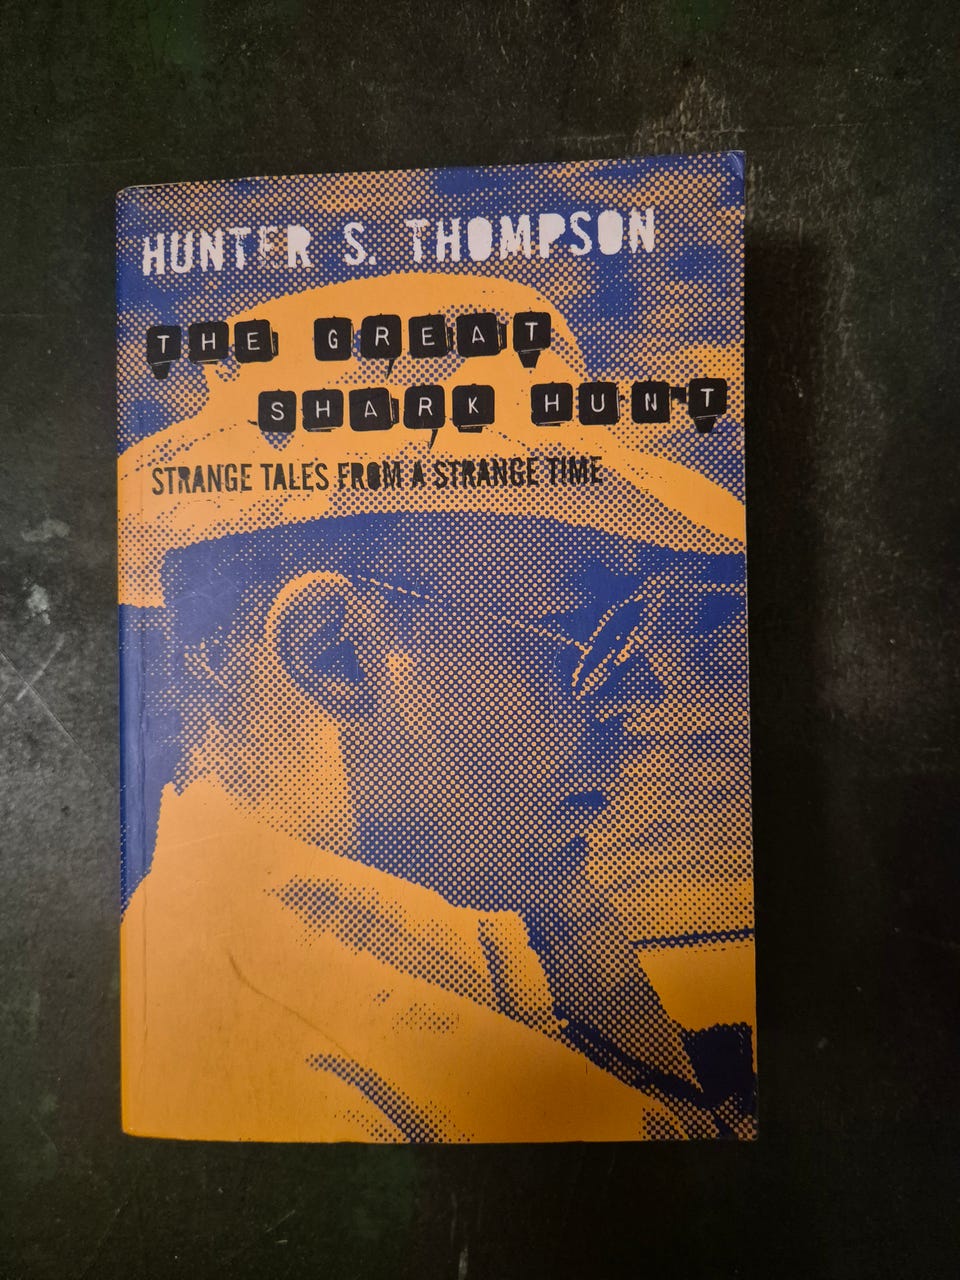 HUNTER S. THOMPSON
THE GREAT
SHARK HUNT
STRANGE TALES FROM A STRANGE TIME